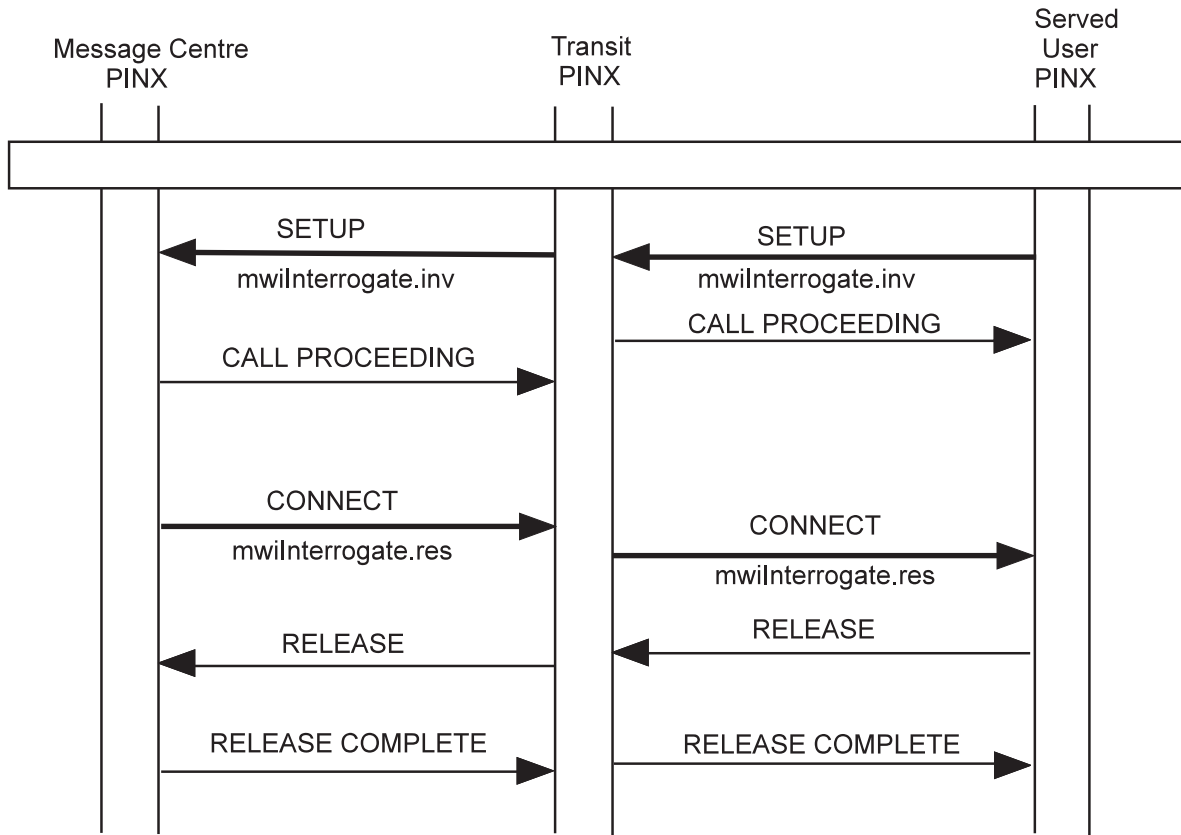 Message Centre
PINX
Transit
PINX
Served
User
PINX
SETUP
mwiInterrogate.inv
SETUP
mwiInterrogate.inv
CALL PROCEEDING
CALL PROCEEDING
CONNECT
mwiInterrogate.res
CONNECT
mwiInterrogate.res
RELEASE
RELEASE
RELEASE COMPLETE
RELEASE COMPLETE